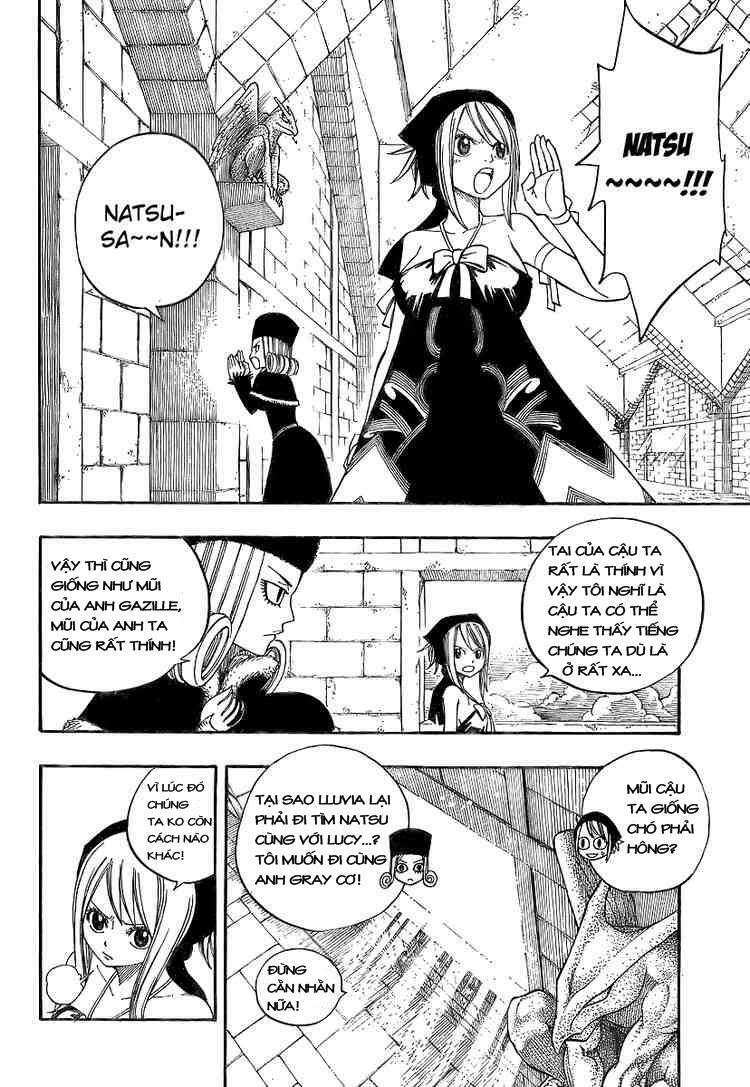 NATSU
~~~~!!!
NATSU-
SA~~N!!!
TAI CỦA CẬU TA
RẤT LÀ THÍNH VÌ
VẬY TÔI NGHĨ LÀ
CẬU TA CÓ THỂ
NGHE THẤY TIẾNG
CHÚNG TA DÙ LÀ
Ở RẤT XA...
VẬY THÌ CŨNG
GIỐNG NHƯ MŨI
CỦA ANH GAZILLE,
MŨI CỦA ANH TA
CŨNG RẤT THÍNH!
MŨI CẬU
TA GIỐNG
CHÓ PHẢI
HÔNG?
TẠI SAO LLUVIA LẠI
PHẢI ĐI TÌM NATSU
CÙNG VỚI LUCY...?
TÔI MUỐN ĐI CÙNG
ANH GRAY CƠ!
ĐỪNG
CẰN NHẰN
NỮA!
VÌ LÚC ĐÓ
CHÚNG
TA KO CÒN
CÁCH NÁO
KHÁC!